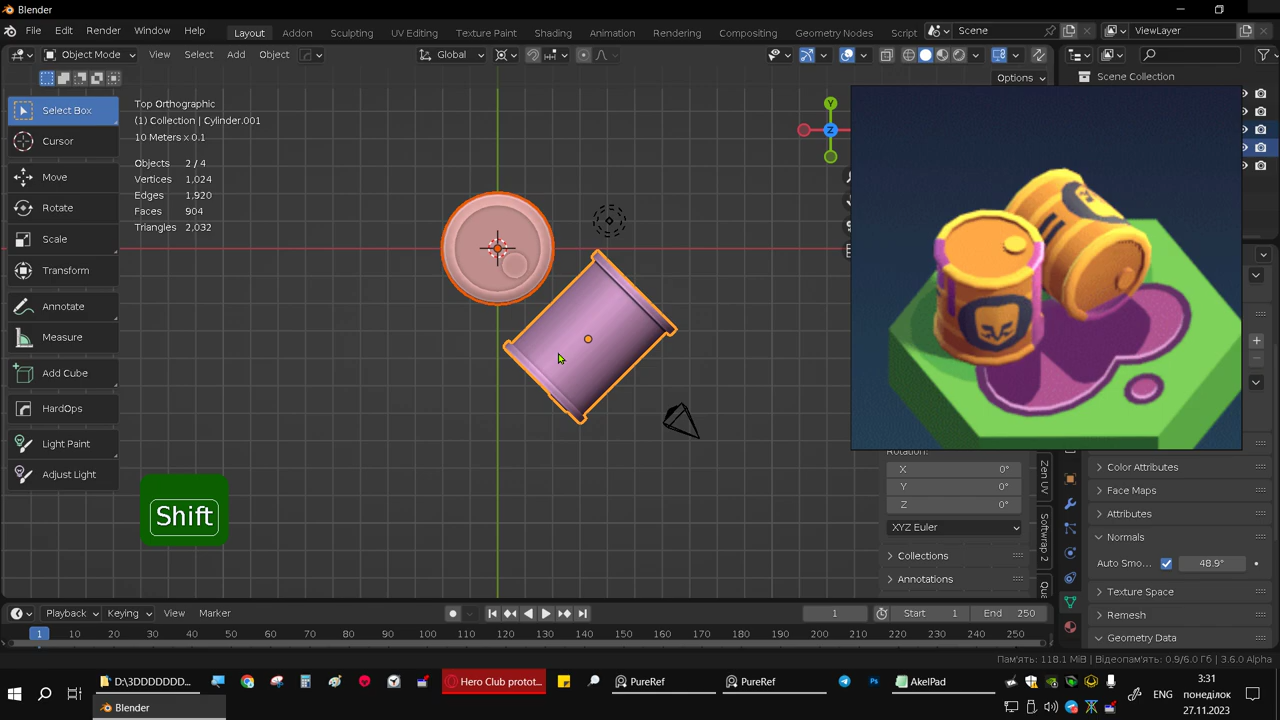 Blender
File Edit Render Window Help Layout Addon Sculpting UV Editing Texture Paint Shading Animation Rendering Compositing Geometry Nodes Script Scene ViewLayer
Object Mode View Select Add Object Global
Options
Scene Collection
Select Box
Cursor
Move
Rotate
Scale
Transform
Annotate
Measure
Add Cube
HardOps
Light Paint
Adjust Light
Top Orthographic
(1) Collection | Cylinder.001
10 Meters x 0.1
Objects 2 / 4
Vertices 1,024
Edges 1,920
Faces 904
Triangles 2,032
Y
Z
Shift
X 0°
Y 0°
Z 0°
XYZ Euler
Collections
Annotations
Zen UV
Softwrap 2
Color Attributes
Face Maps
Attributes
Normals
Auto Smo... 48.9°
Texture Space
Remesh
Geometry Data
Playback Keying View Marker 1 Start 1 End 250
1 10 20 30 40 50 60 70 80 90 100 110 120 130 140 150 160 170 180 190 200 210 220 230 240 250
Пам'ять: 118.1 MiB | Відеопам'ять: 0.9/6.0 Гб | 3.6.0 Alpha
D:\3DDDDDDD... Hero Club protot... PureRef PureRef AkelPad
3:31
ENG понеділок
27.11.2023
Blender